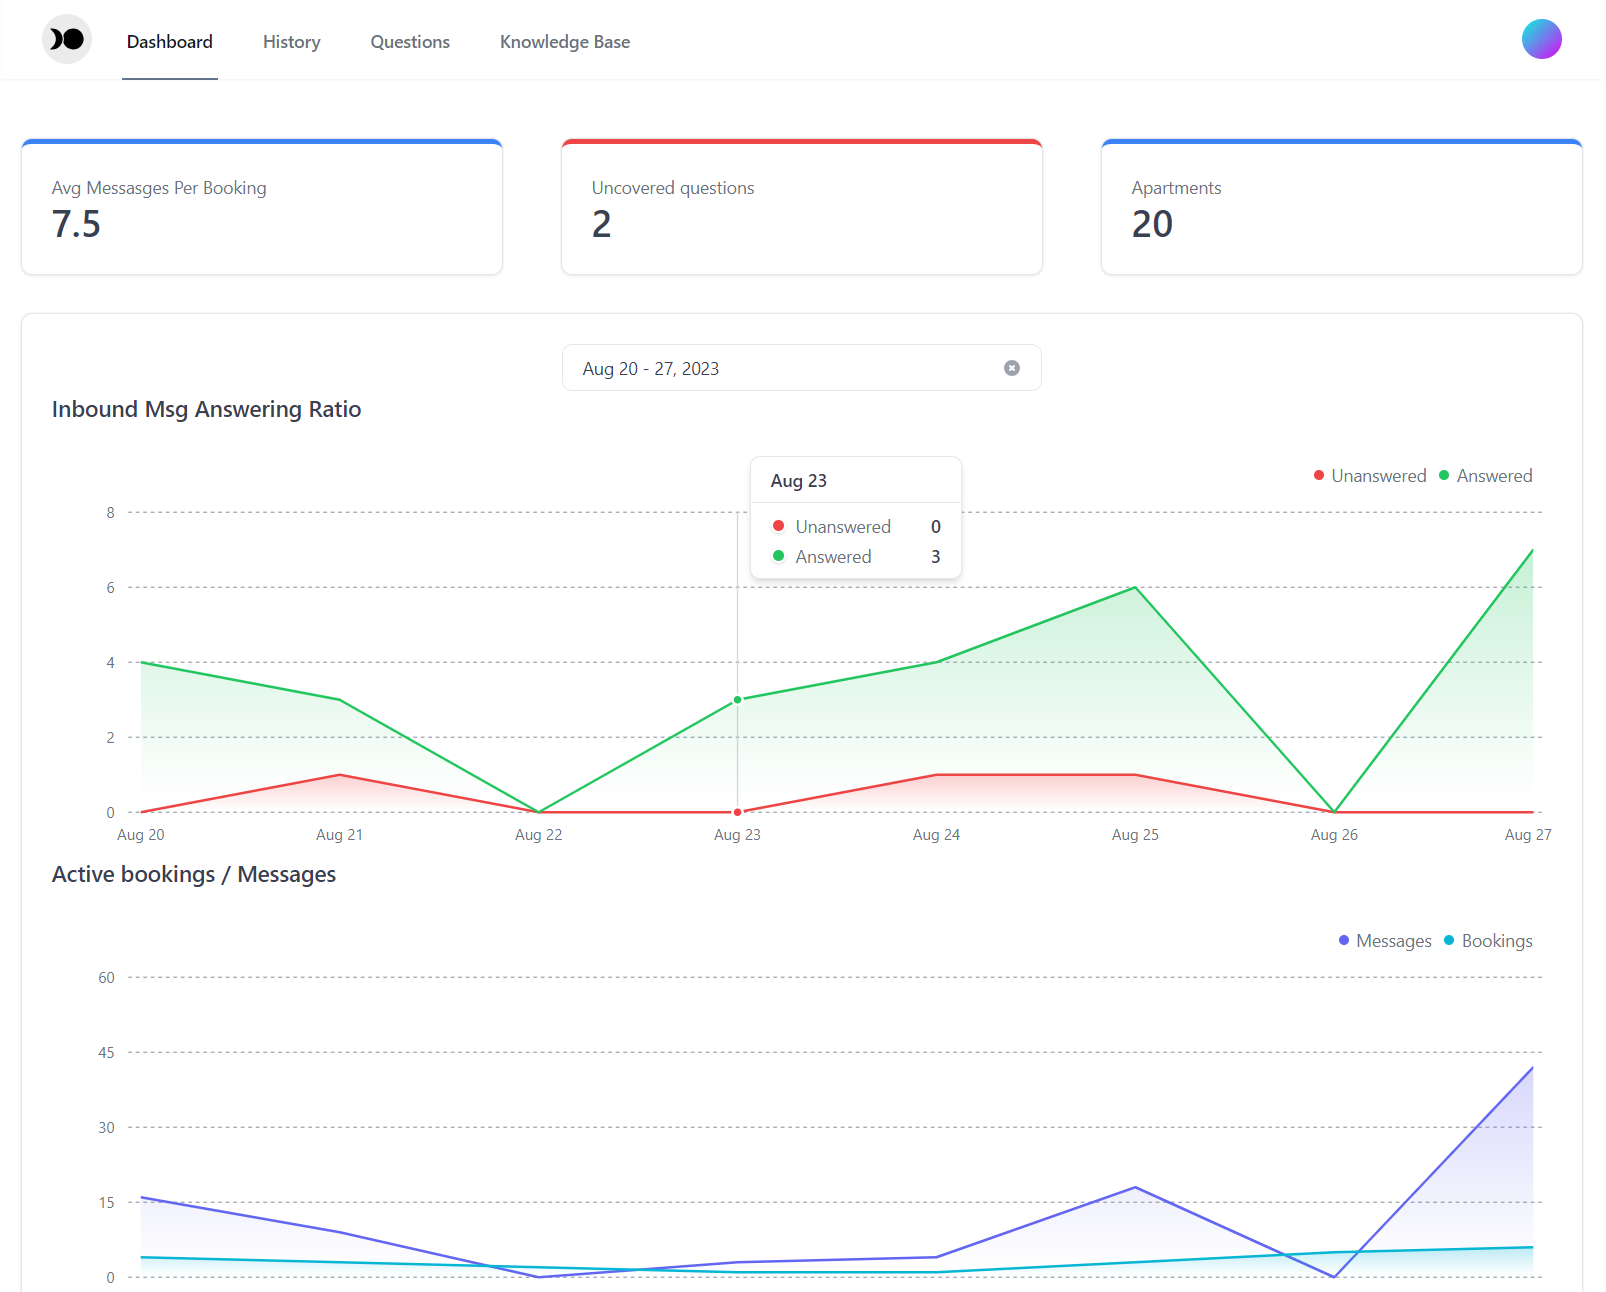 Dashboard History Questions Knowledge Base
Avg Messasges Per Booking
7.5
Uncovered questions
2
Apartments
20
Aug 20 - 27, 2023
Inbound Msg Answering Ratio
Unanswered Answered
Aug 23
Unanswered 0
Answered 3
8
6
4
2
0
Aug 20 Aug 21 Aug 22 Aug 23 Aug 24 Aug 25 Aug 26 Aug 27
Active bookings / Messages
Messages Bookings
60
45
30
15
0